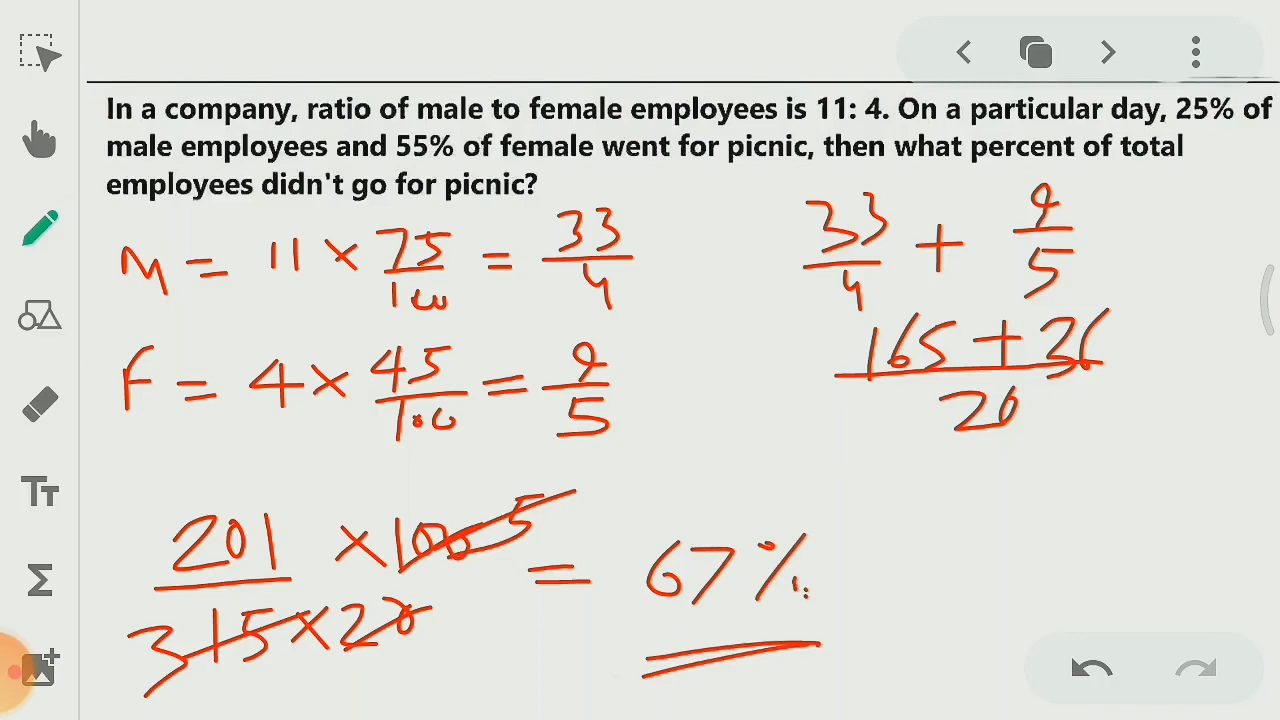 In a company, ratio of male to female employees is 11: 4. On a particular day, 25% of
male employees and 55% of female went for picnic, then what percent of total
employees didn't go for picnic?
M = 11 × 75/100 = 33/4
33/4 + 9/5
165 + 36
20
F = 4 × 45/100 = 9/5
201 × 100 5 = 67%
3 15 × 20
Tт
Σ